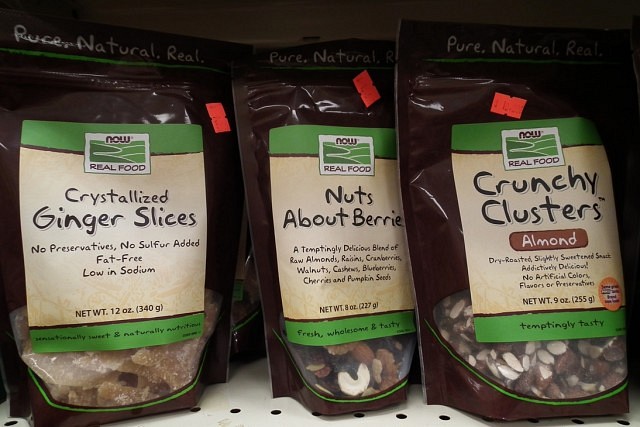 Pure. Natural. Real.
NOW
REAL FOOD
Crystallized
Ginger Slices
No Preservatives, No Sulfur Added
Fat-Free
Low in Sodium
NET WT. 12 oz. (340 g)
sensationally sweet & naturally nutritious
Pure. Natural. R
NOW
REAL FOOD
Nuts
About Berrie
A Temptingly Delicious Blend of
Raw Almonds, Raisins, Cranberries,
Walnuts, Cashews, Blueberries,
Cherries and Pumpkin Seeds
NET WT. 8 oz. (227 g)
fresh, wholesome & tasty
Pure. Natural. Real.
NOW
REAL FOOD
Crunchy
Clusters™
Almond
Dry-Roasted, Slightly Sweetened Snack
Addictively Delicious!
No Artificial Colors,
Flavors or Preservatives
NET WT. 9 oz. (255 g)
temptingly tasty